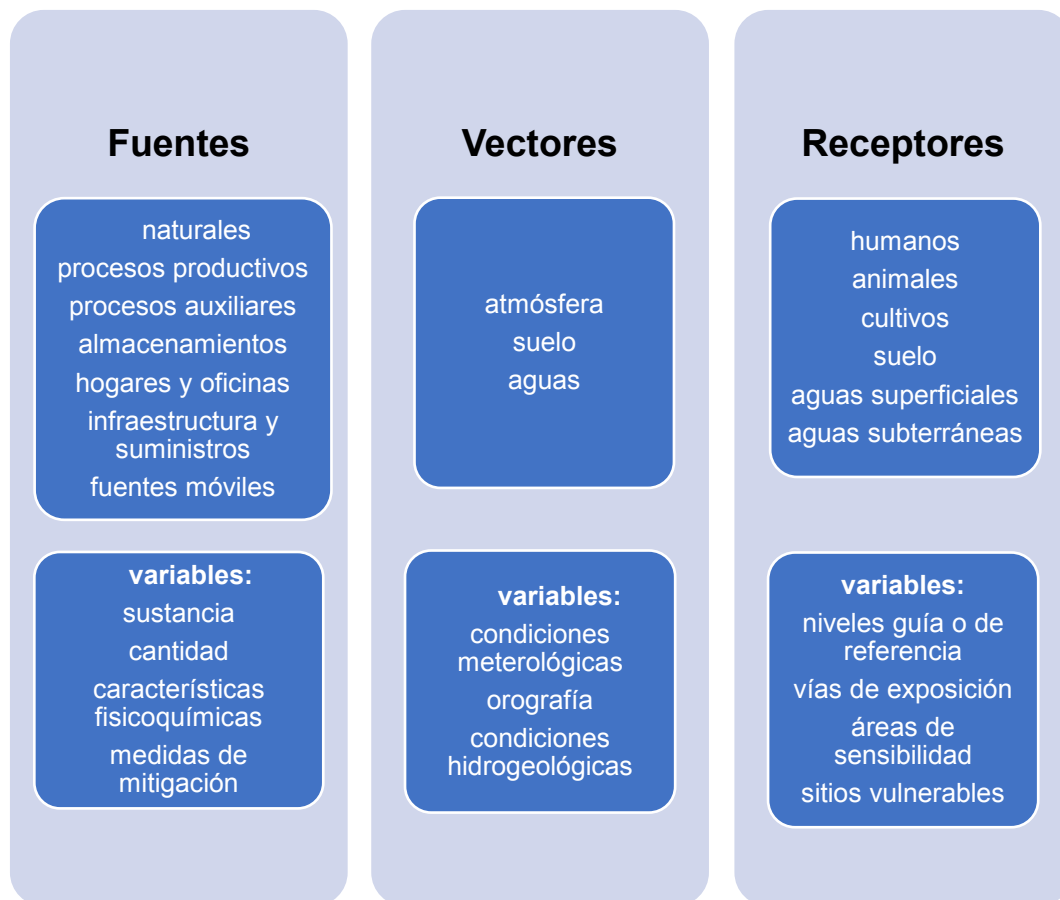 Fuentes
naturales
procesos productivos
procesos auxiliares
almacenamientos
hogares y oficinas
infraestructura y
suministros
fuentes móviles
variables:
sustancia
cantidad
características
fisicoquímicas
medidas de
mitigación
Vectores
atmósfera
suelo
aguas
variables:
condiciones
meterológicas
orografía
condiciones
hidrogeológicas
Receptores
humanos
animales
cultivos
suelo
aguas superficiales
aguas subterráneas
variables:
niveles guía o de
referencia
vías de exposición
áreas de
sensibilidad
sitios vulnerables